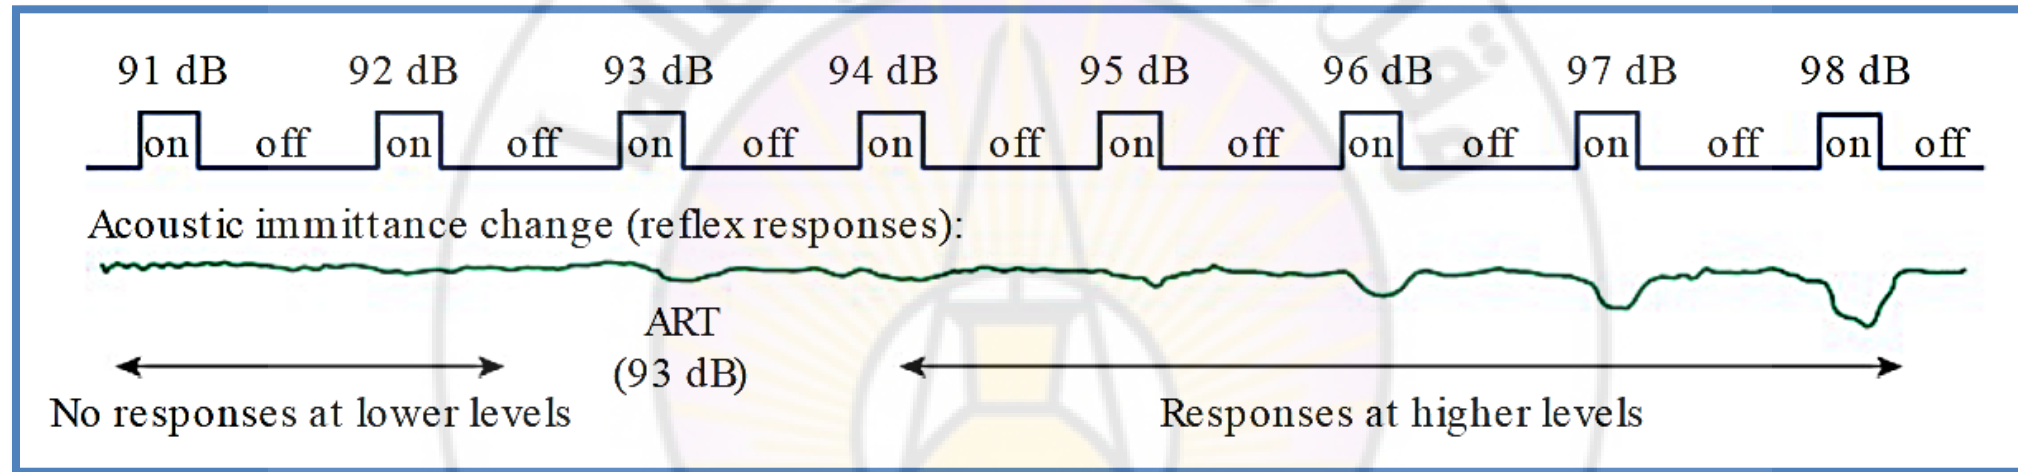 91 dB 92 dB 93 dB 94 dB 95 dB 96 dB 97 dB 98 dB
on off on off on off on off on off on off on off on off
Acoustic immittance change (reflex responses):
ART
(93 dB)
No responses at lower levels
Responses at higher levels